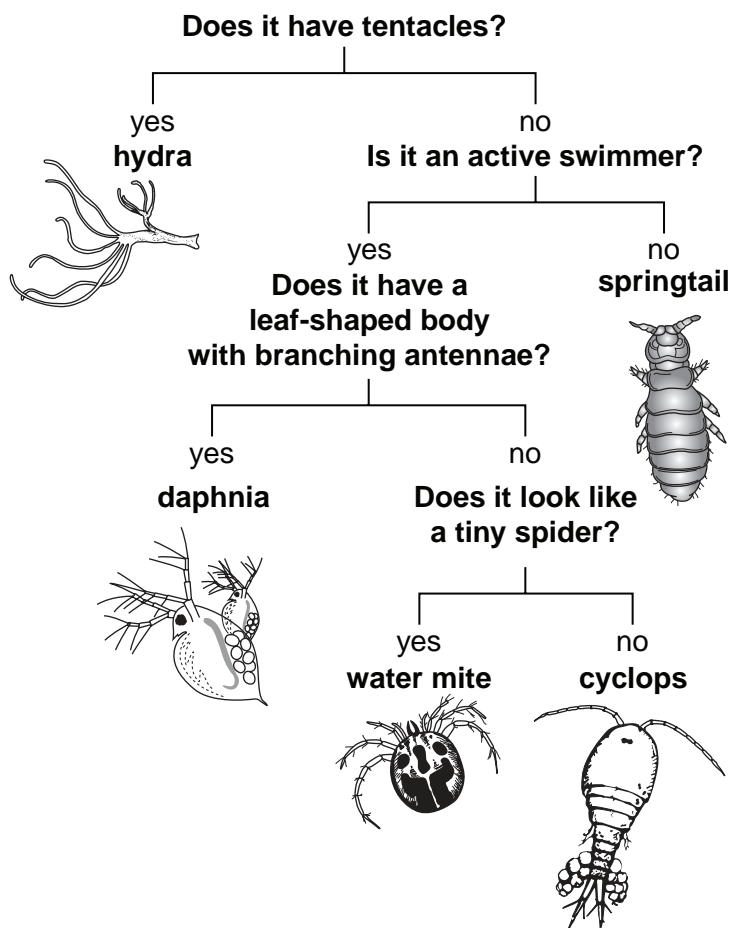 Does it have tentacles?
yes
hydra
no
Is it an active swimmer?
yes
Does it have a
leaf-shaped body
with branching antennae?
no
springtail
yes
daphnia
no
Does it look like
a tiny spider?
yes
water mite
no
cyclops